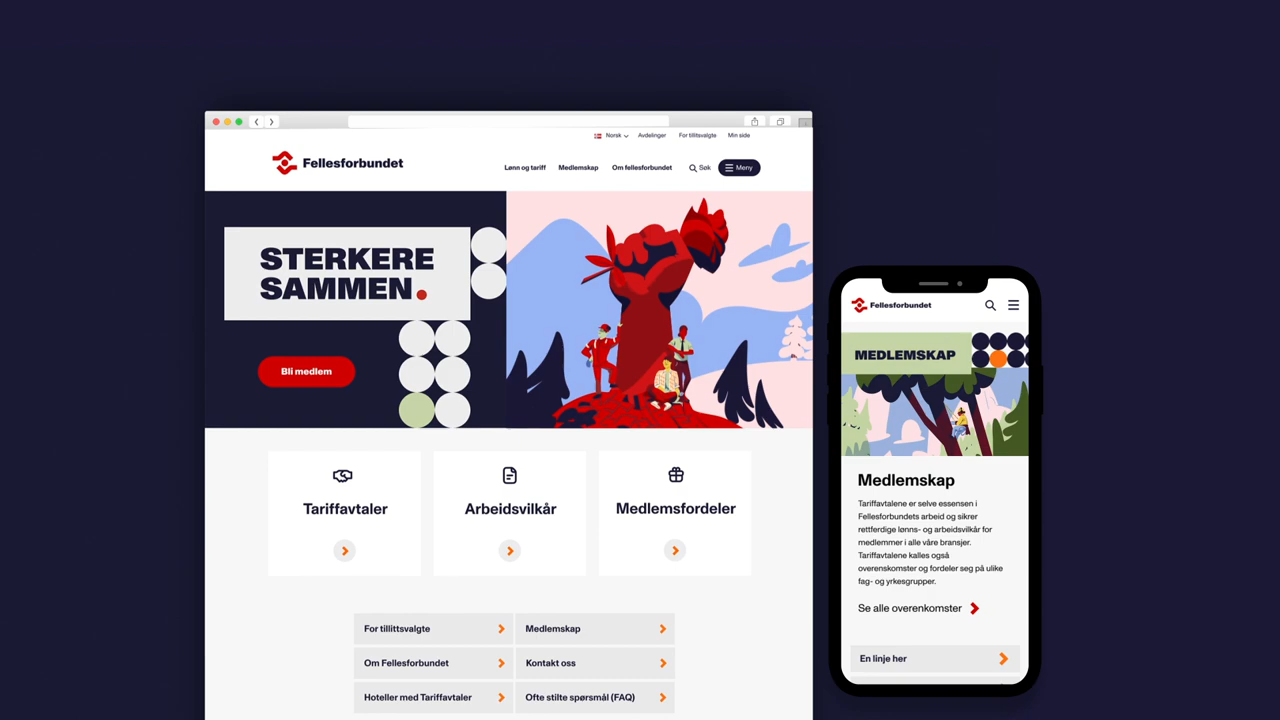 Norsk Avdelinger For tillitsvalgte Min side
Fellesforbundet
Lønn og tariff Medlemskap Om fellesforbundet Søk Meny
STERKERE
SAMMEN.
Bli medlem
Tariffavtaler
Arbeidsvilkår
Medlemsfordeler
For tillittsvalgte
Medlemskap
Om Fellesforbundet
Kontakt oss
Hoteller med Tariffavtaler
Ofte stilte spørsmål (FAQ)
Fellesforbundet
MEDLEMSKAP
Medlemskap
Tariffavtalene er selve essensen i
Fellesforbundets arbeid og sikrer
rettferdige lønns- og arbeidsvilkår for
medlemmer i alle våre bransjer.
Tariffavtalene kalles også
overenskomster og fordeler seg på ulike
fag- og yrkesgrupper.
Se alle overenkomster
En linje her